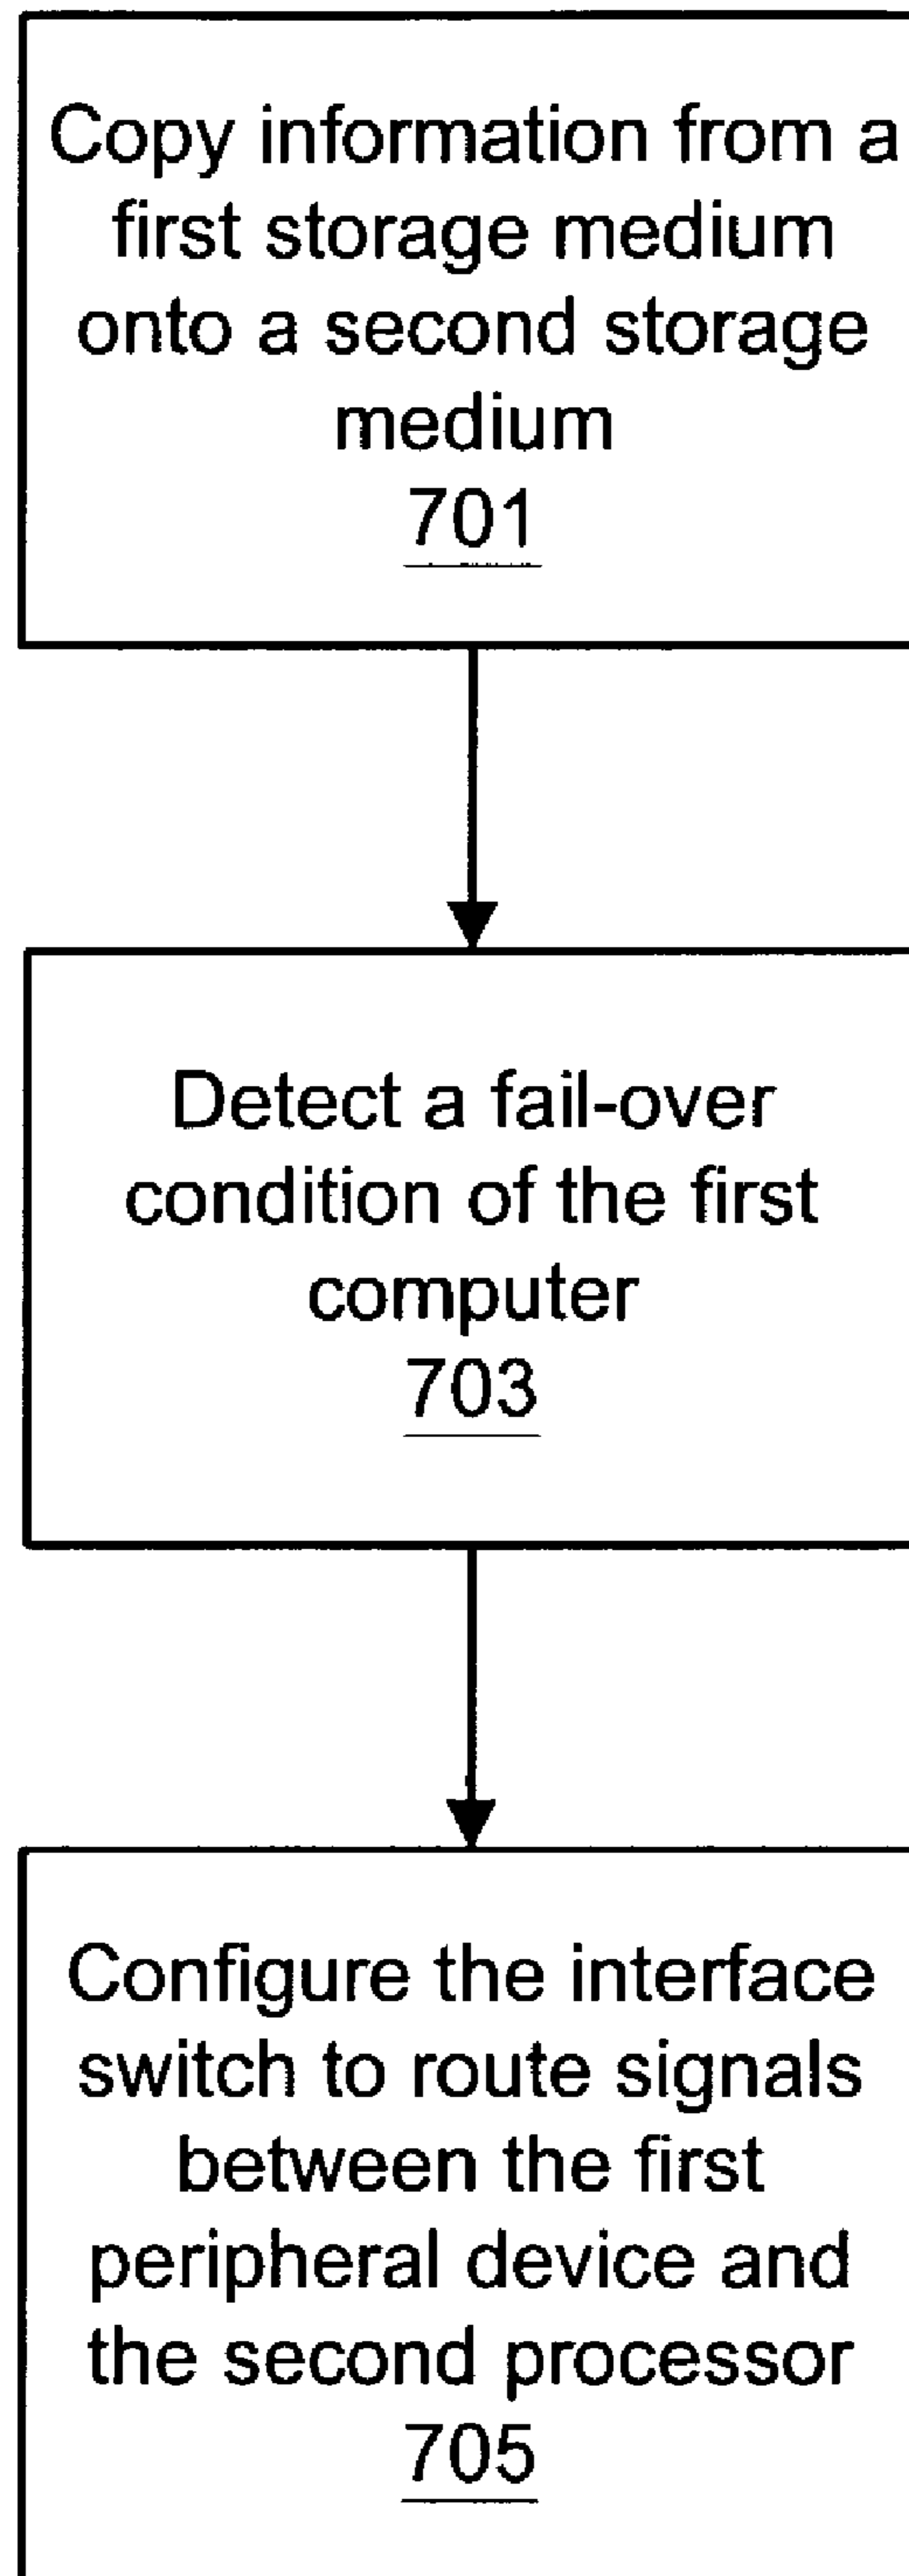 Copy information from a
first storage medium
onto a second storage
medium
701
Detect a fail-over
condition of the first
computer
703
Configure the interface
switch to route signals
between the first
peripheral device and
the second processor
705